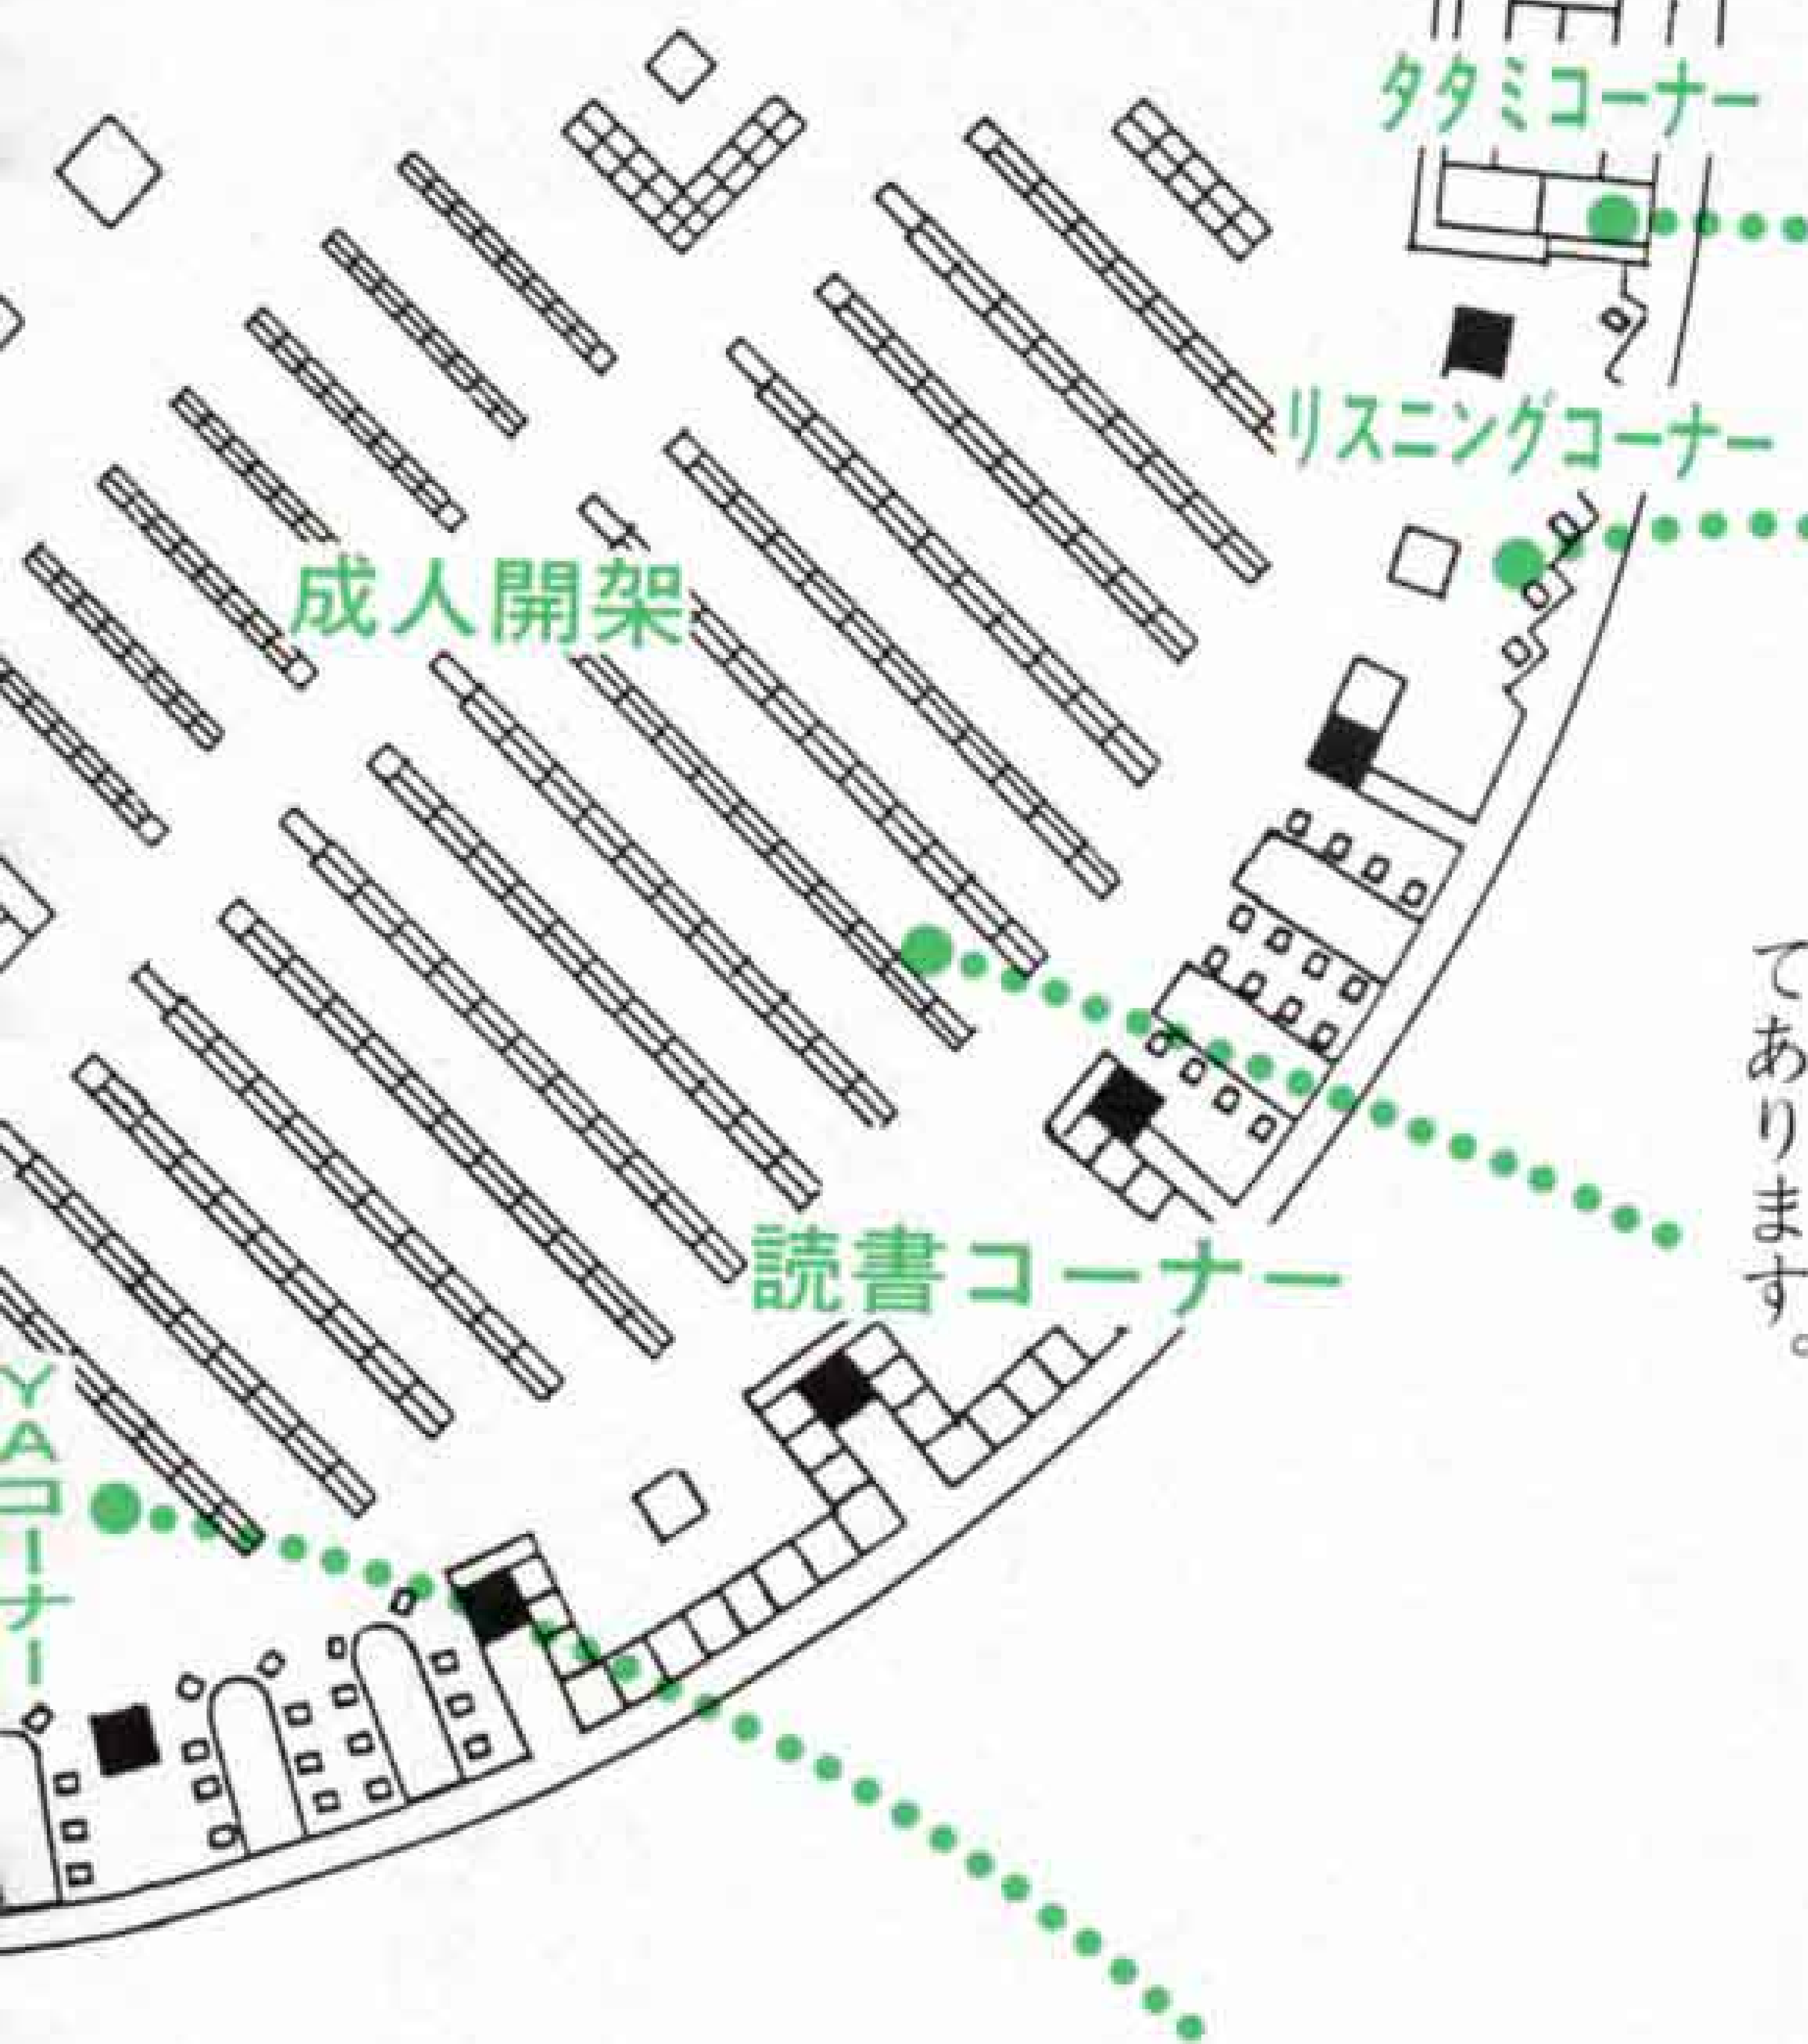 タタミコーナー
リスニングコーナー
成人開架
てあります。
読書コーナー
YAコーナー